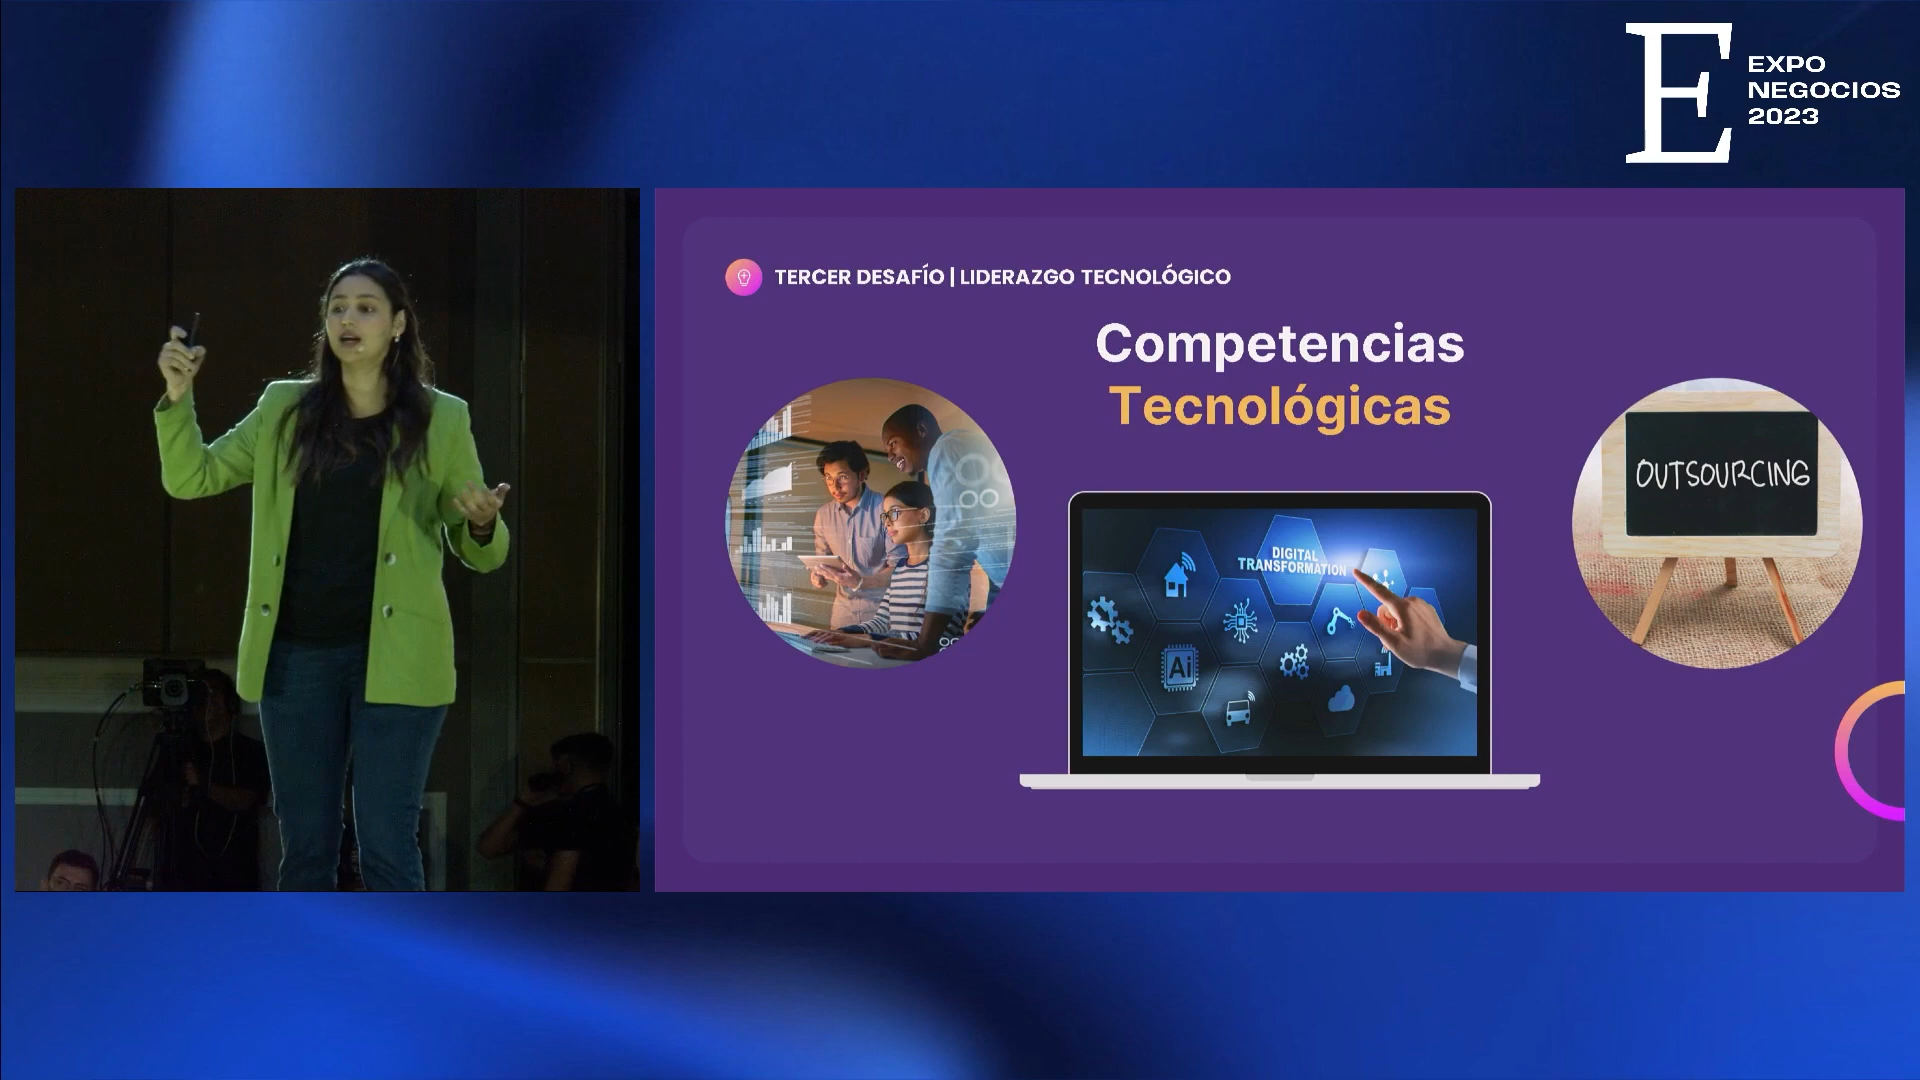 E
EXPO
NEGOCIOS
2023
TERCER DESAFÍO | LIDERAZGO TECNOLÓGICO
Competencias
Tecnológicas
DIGITAL
TRANSFORMATION
Ai
OUTSOURCING